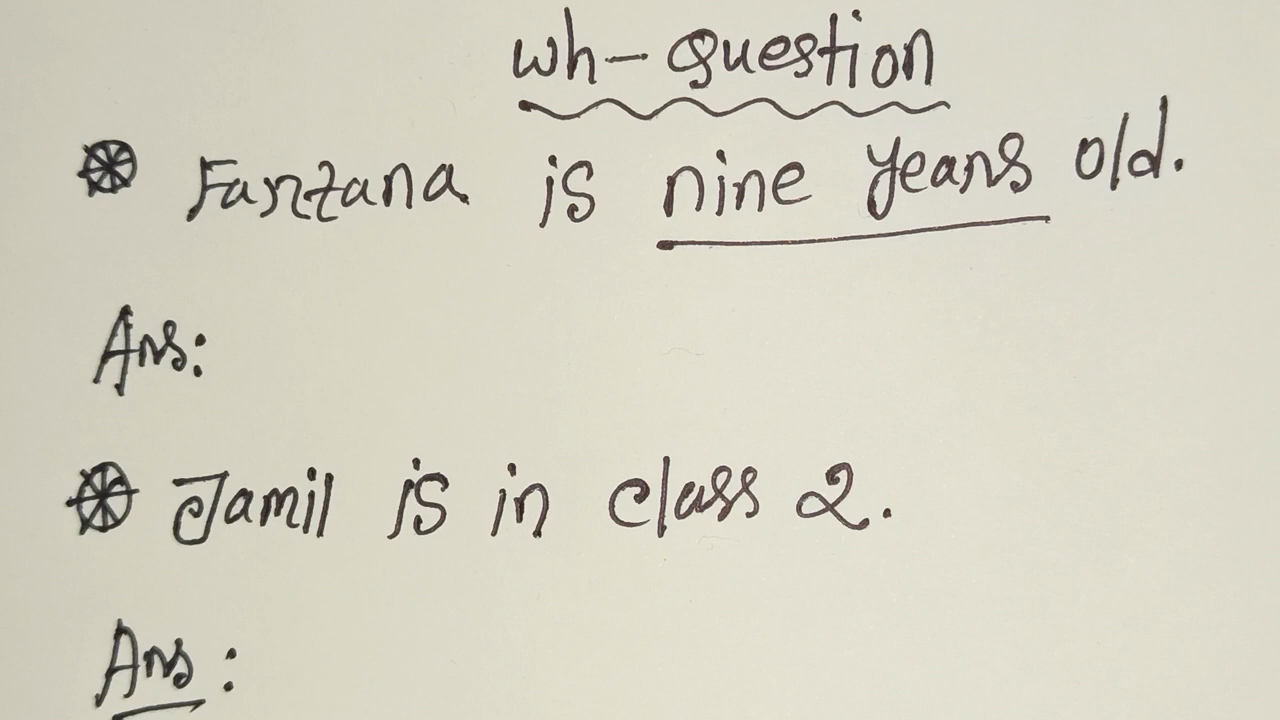 Wh-Question
Farzana is nine years old.
Ans:
Jamil is in class 2.
Ans: